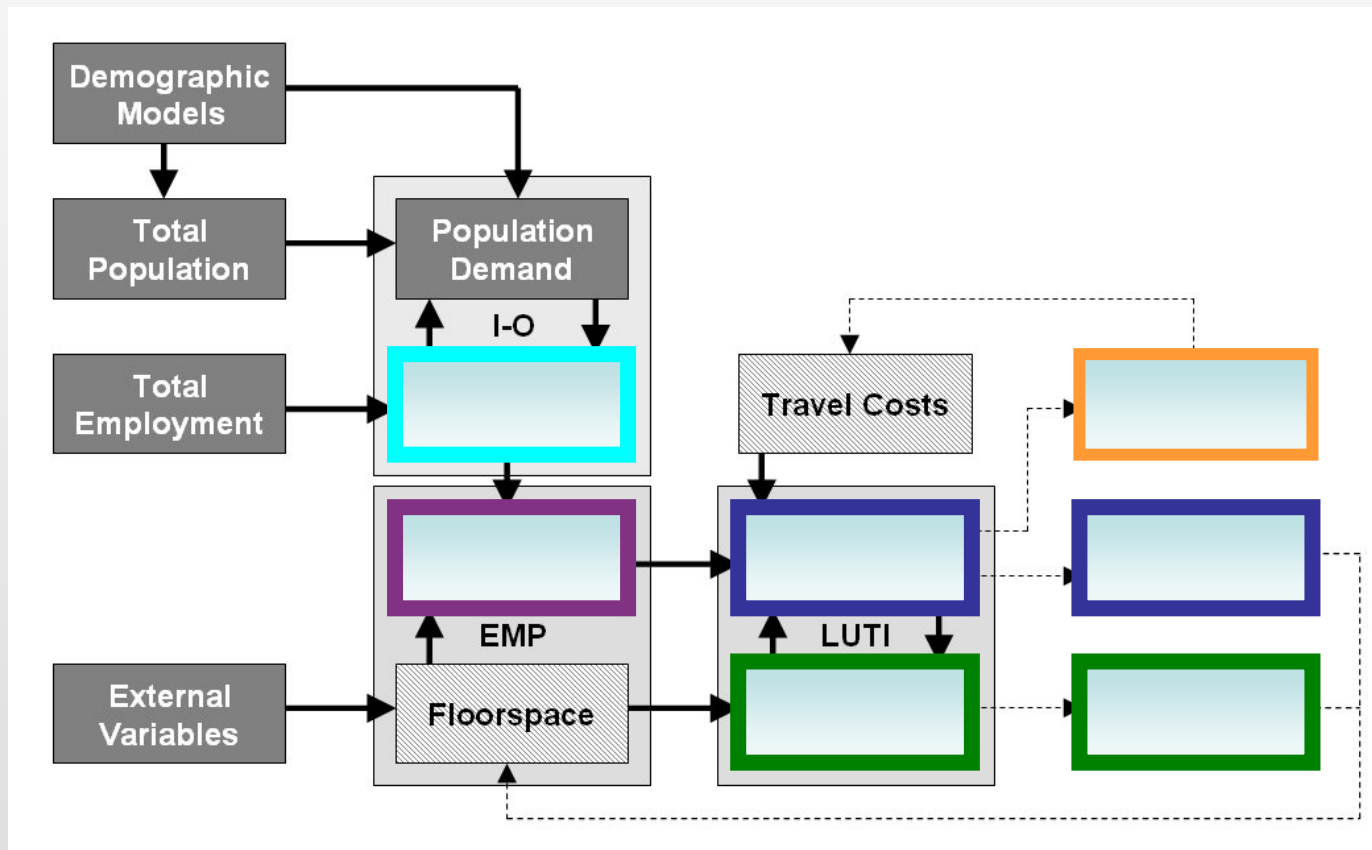 Demographic
Models
Total
Population
Population
Demand
I-O
Total
Employment
Travel Costs
EMP
LUTI
External
Variables
Floorspace